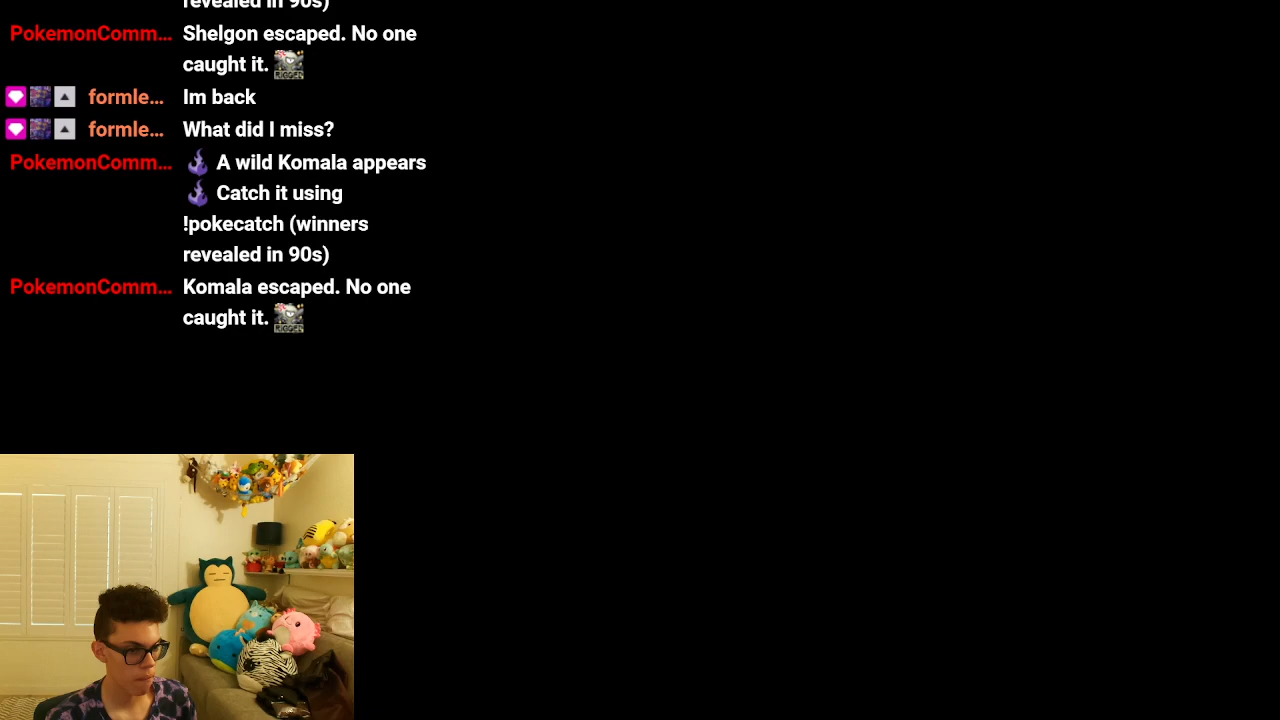 revealed in 90s)
PokemonComm... Shelgon escaped. No one
caught it.
formle... Im back
formle... What did I miss?
PokemonComm... A wild Komala appears
Catch it using
!pokecatch (winners
revealed in 90s)
PokemonComm... Komala escaped. No one
caught it.